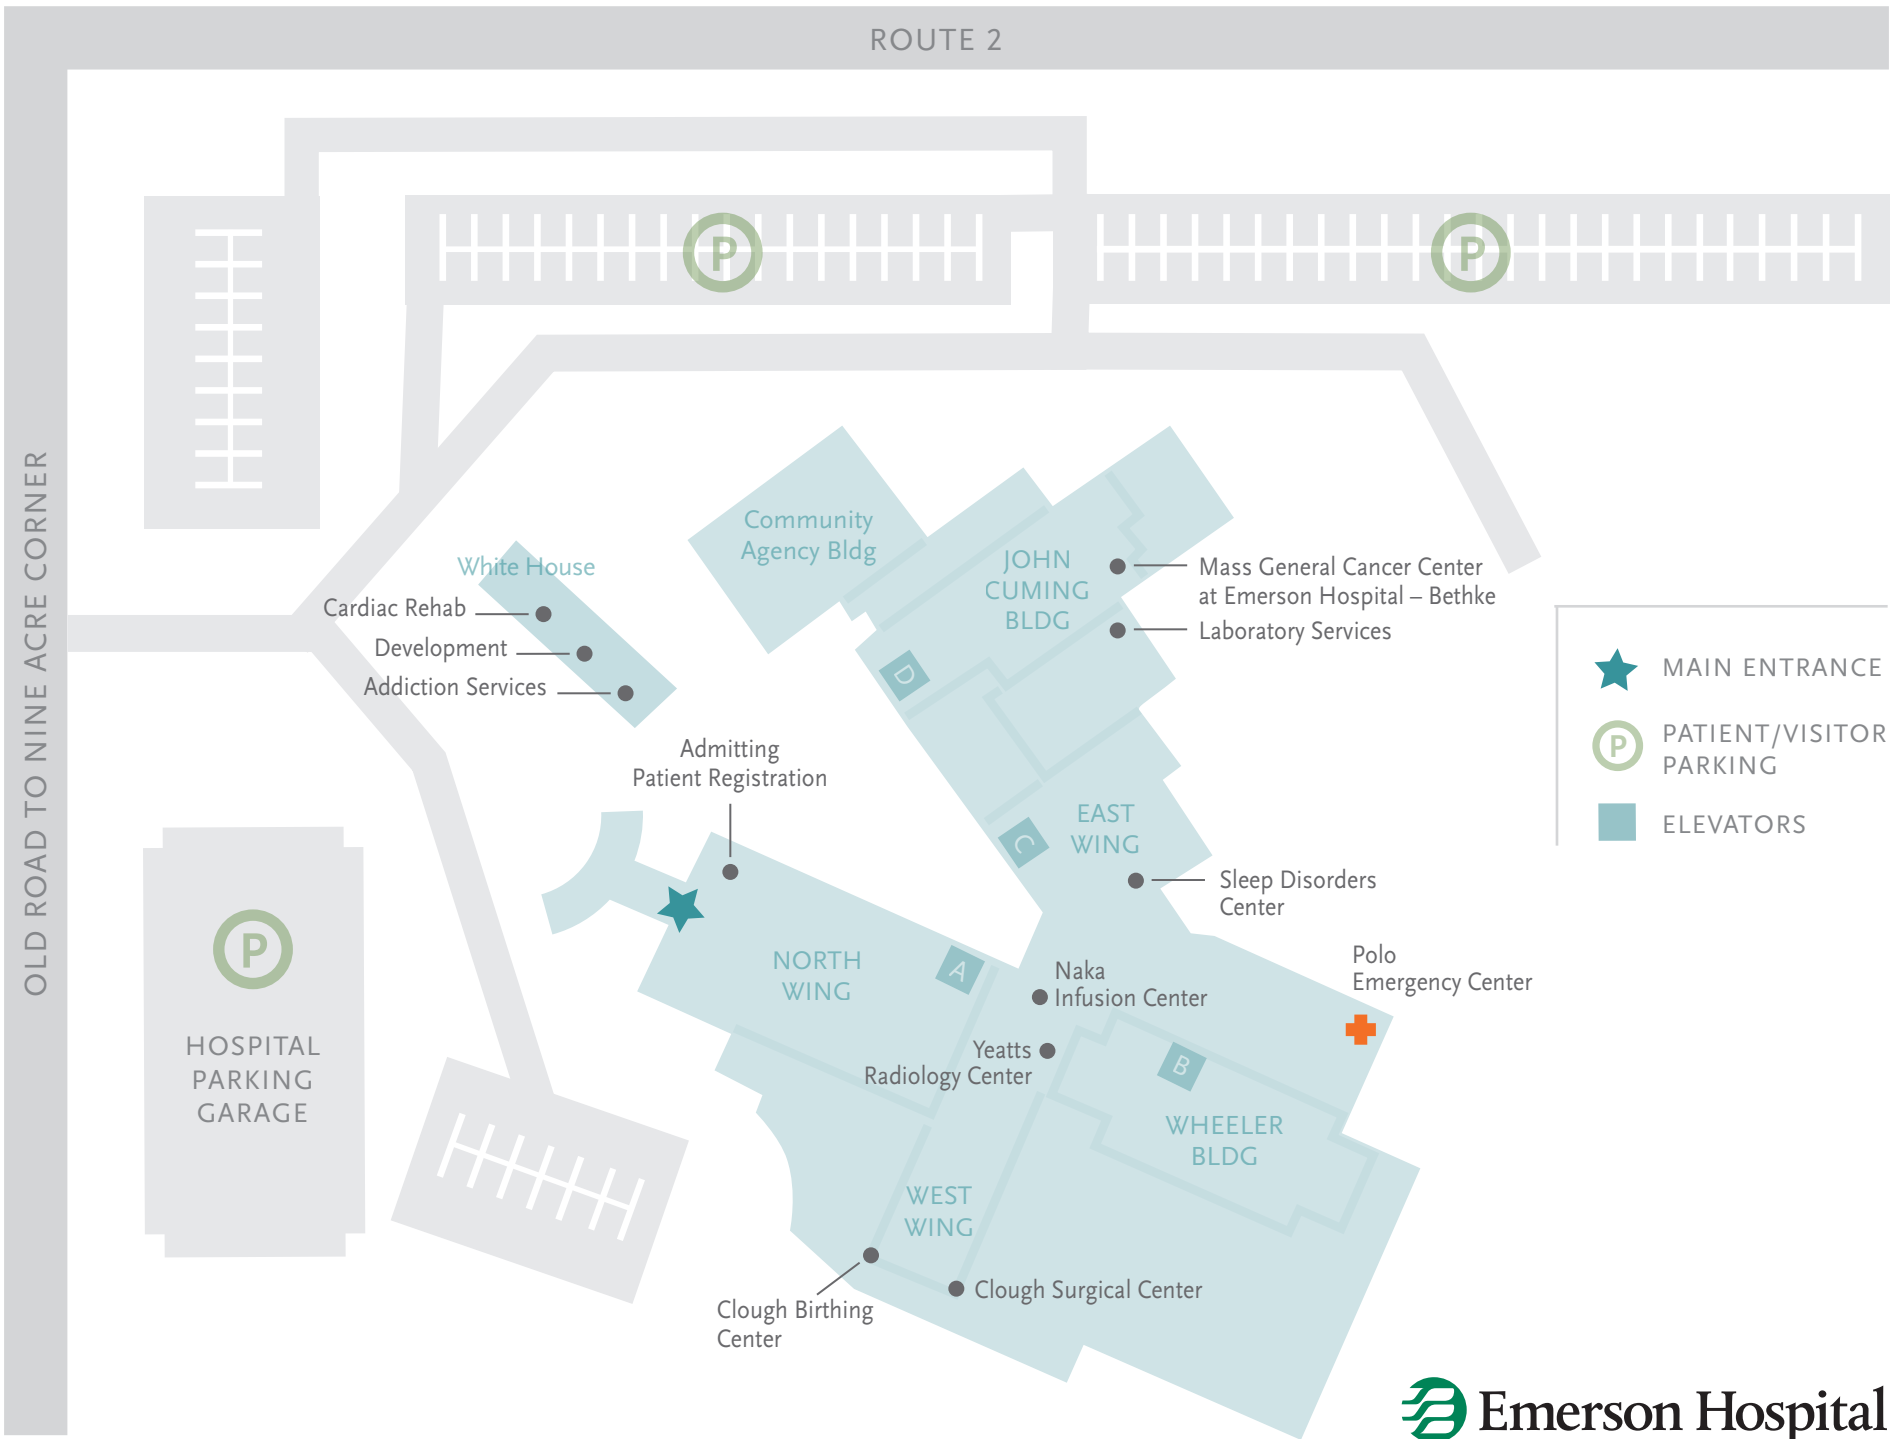 ROUTE 2
P
P
OLD ROAD TO NINE ACRE CORNER
Community
Agency Bldg
White House
Cardiac Rehab
Development
Addiction Services
JOHN
CUMING
BLDG
Mass General Cancer Center
at Emerson Hospital – Bethke
Laboratory Services
D
MAIN ENTRANCE
P
PATIENT/VISITOR
PARKING
ELEVATORS
Admitting
Patient Registration
EAST
WING
C
Sleep Disorders
Center
P
HOSPITAL
PARKING
GARAGE
NORTH
WING
A
Naka
Infusion Center
Polo
Emergency Center
Yeatts
Radiology Center
B
WHEELER
BLDG
WEST
WING
Clough Birthing
Center
Clough Surgical Center
Emerson Hospital